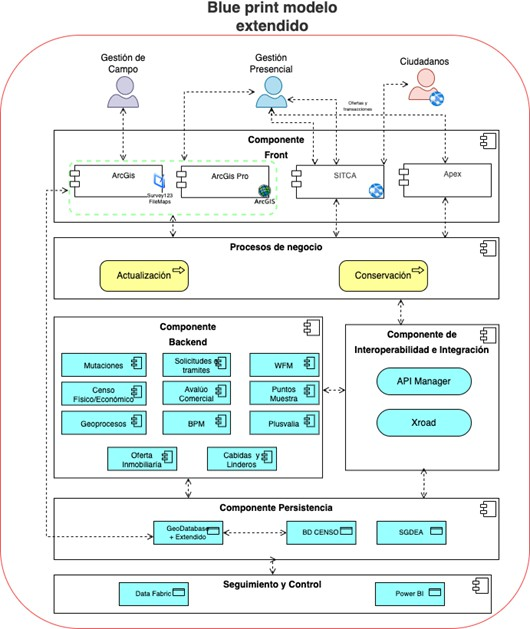 Blue print modelo
extendido
Gestión de
Campo
Gestión
Presencial
Ciudadanos
Ofertas y
transacciones
Componente
Front
ArcGis
Survey123
FileMaps
ArcGis Pro
ArcGIS
SITCA
Apex
Procesos de negocio
Actualización
Conservación
Componente
Backend
Mutaciones
Solicitudes y
tramites
WFM
Censo
Físico/Económico
Avalúo
Comercial
Puntos
Muestra
Geoprocesos
BPM
Plusvalia
Oferta
Inmobiliaria
Cabidas y
Linderos
Componente de
Interoperabilidad e Integración
API Manager
Xroad
Componente Persistencia
GeoDatabase
+ Extendido
BD CENSO
SGDEA
Seguimiento y Control
Data Fabric
Power BI